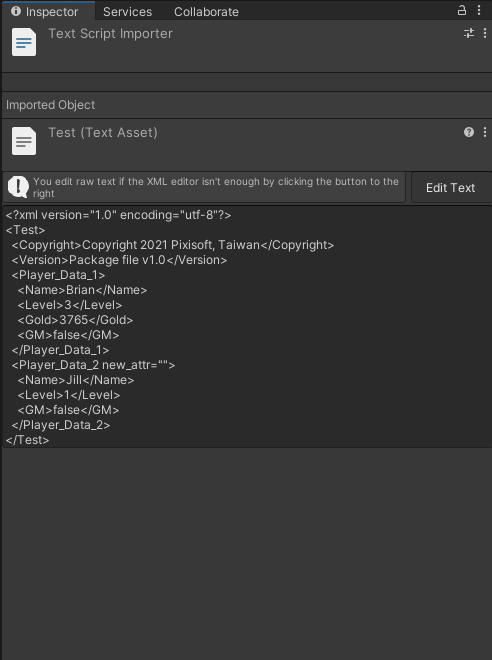 Inspector Services Collaborate
Text Script Importer
Imported Object
Test (Text Asset)
You edit raw text if the XML editor isn't enough by clicking the button to the
right
Edit Text
<?xml version="1.0" encoding="utf-8"?>
<Test>
  <Copyright>Copyright 2021 Pixisoft, Taiwan</Copyright>
  <Version>Package file v1.0</Version>
  <Player_Data_1>
    <Name>Brian</Name>
    <Level>3</Level>
    <Gold>3765</Gold>
    <GM>false</GM>
  </Player_Data_1>
  <Player_Data_2 new_attr="">
    <Name>Jill</Name>
    <Level>1</Level>
    <GM>false</GM>
  </Player_Data_2>
</Test>